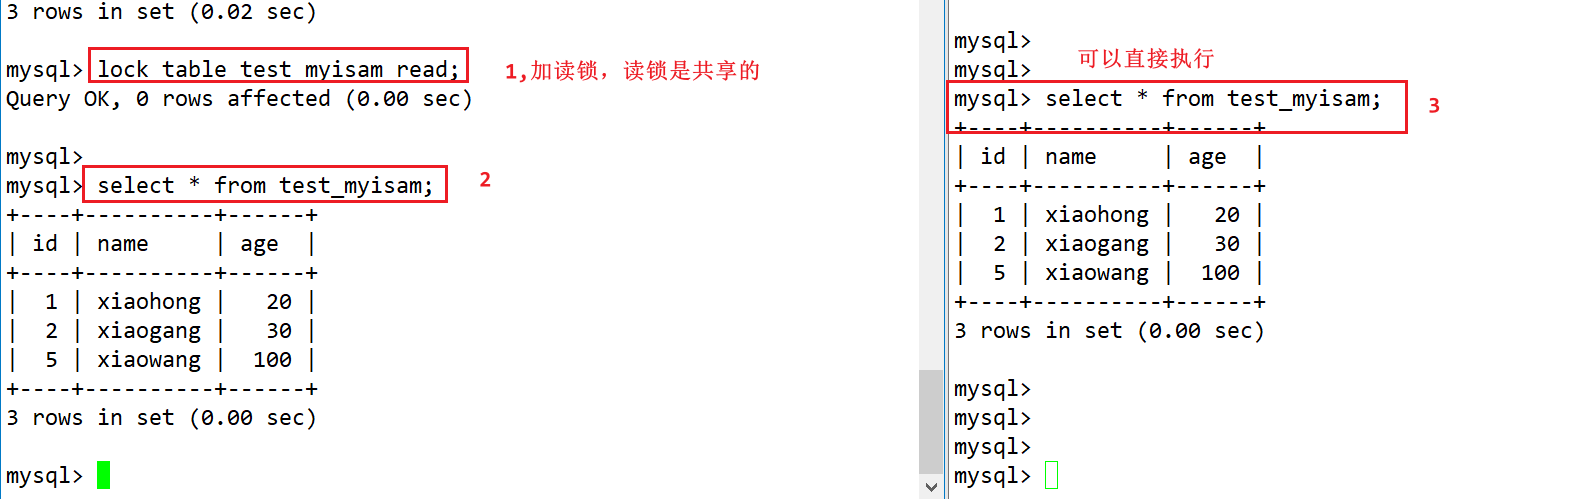 3 rows in set (0.02 sec)
mysql> lock table test_myisam read;
1,加读锁，读锁是共享的
Query OK, 0 rows affected (0.00 sec)
mysql>
mysql> select * from test_myisam;
2
+----+----------+------+
| id | name     | age  |
+----+----------+------+
|  1 | xiaohong |   20 |
|  2 | xiaogang |   30 |
|  5 | xiaowang |  100 |
+----+----------+------+
3 rows in set (0.00 sec)
mysql>
mysql>
mysql>
可以直接执行
mysql> select * from test_myisam;
3
+----+----------+------+
| id | name     | age  |
+----+----------+------+
|  1 | xiaohong |   20 |
|  2 | xiaogang |   30 |
|  5 | xiaowang |  100 |
+----+----------+------+
3 rows in set (0.00 sec)
mysql>
mysql>
mysql>
mysql>